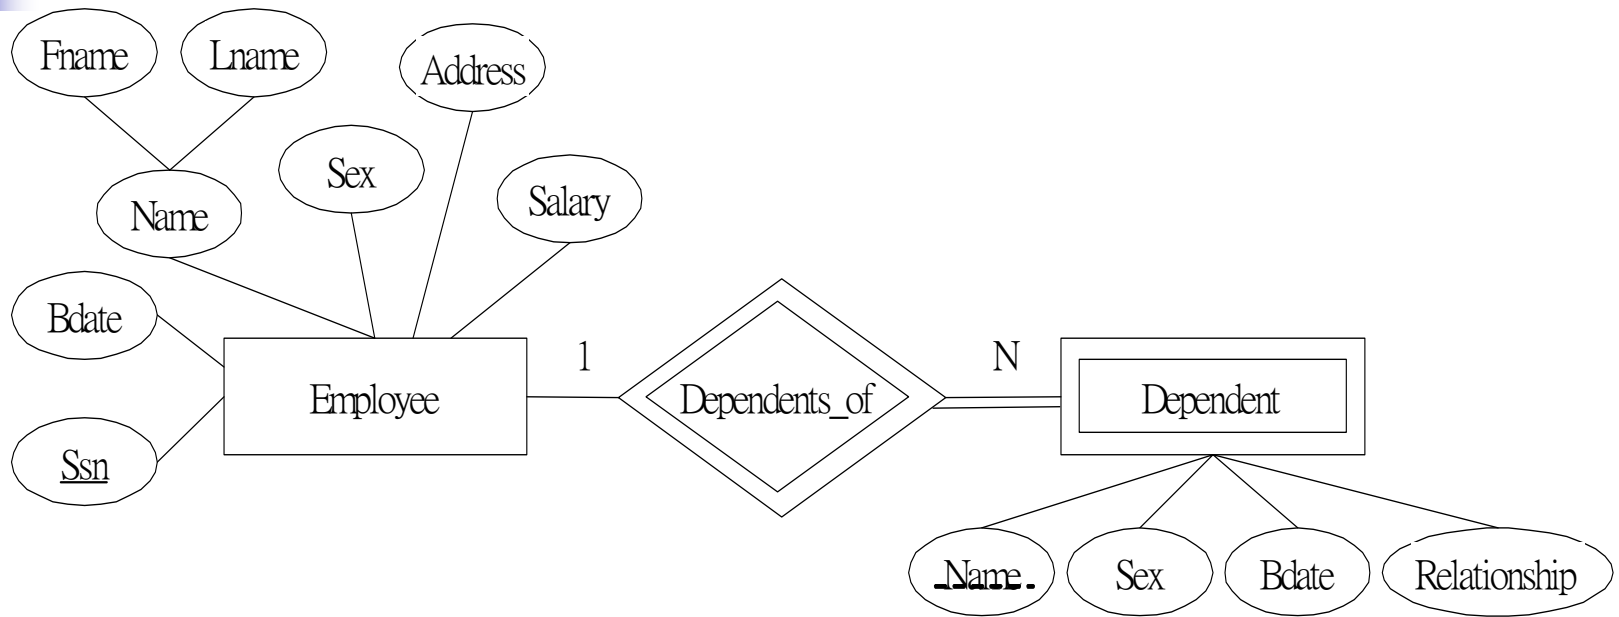 Fname
Lname
Address
Sex
Salary
Name
Bdate
Ssn
Employee
1
Dependents_of
N
Dependent
Name
Sex
Bdate
Relationship